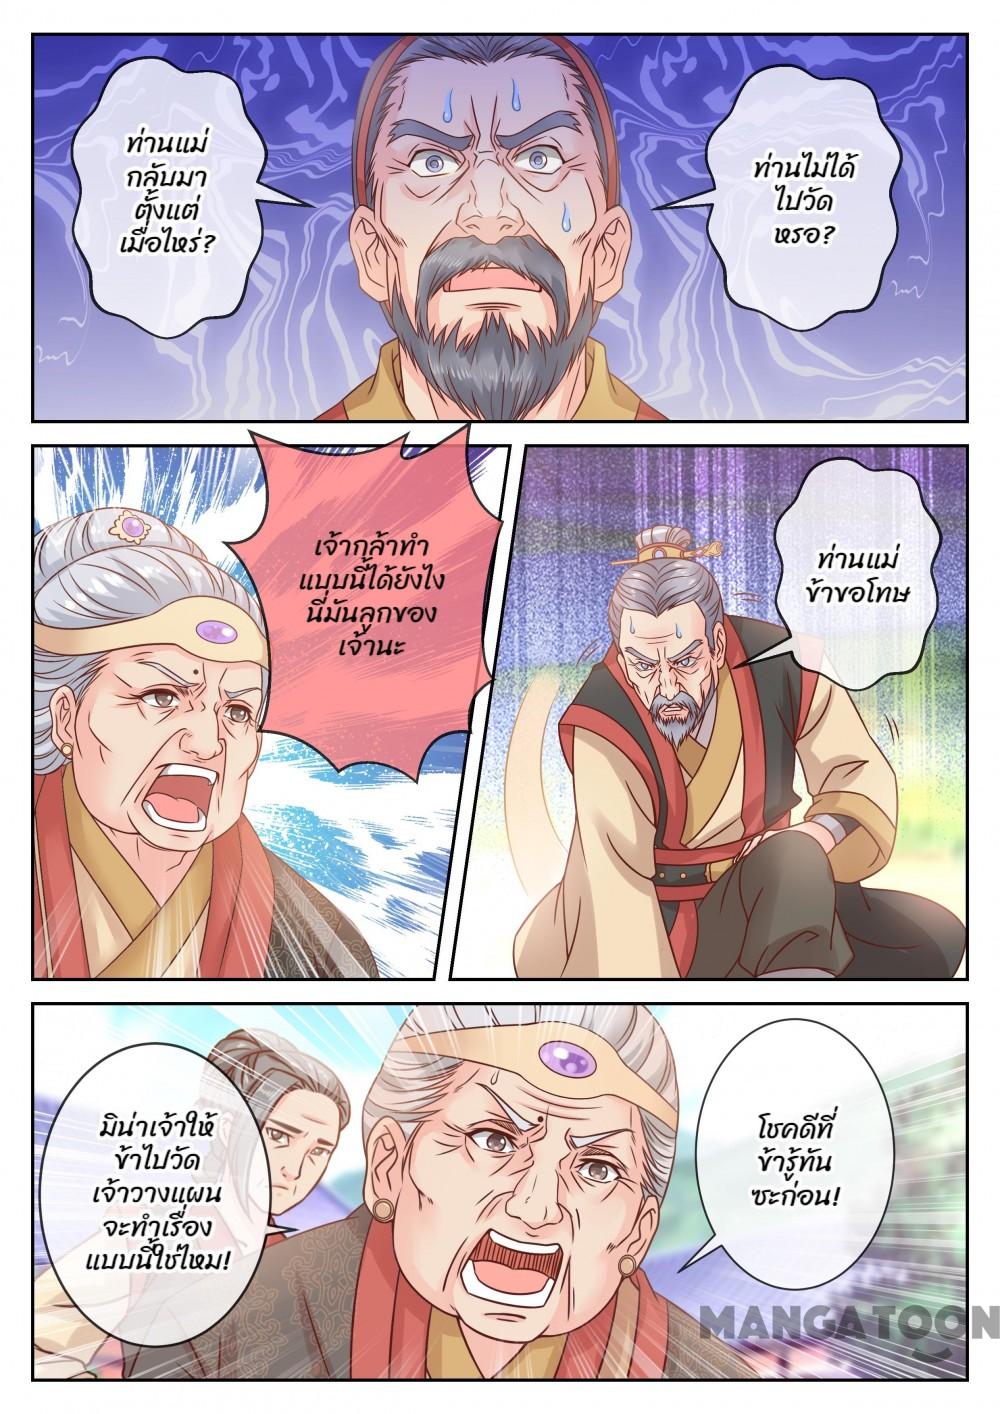 ท่านแม่
กลับมา
ตั้งแต่
เมื่อไหร่?
ท่านไม่ได้
ไปวัด
หรอ?
เจ้ากล้าทำ
แบบนี้ได้ยังไง
นี่มันลูกของ
เจ้านะ
ท่านแม่
ข้าขอโทษ
มิน่าเจ้าให้
ข้าไปวัด
เจ้าวางแผน
จะทำเรื่อง
แบบนี้ใช่ไหม!
โชคดีที่
ข้ารู้ทัน
ซะก่อน!
MANGATOON